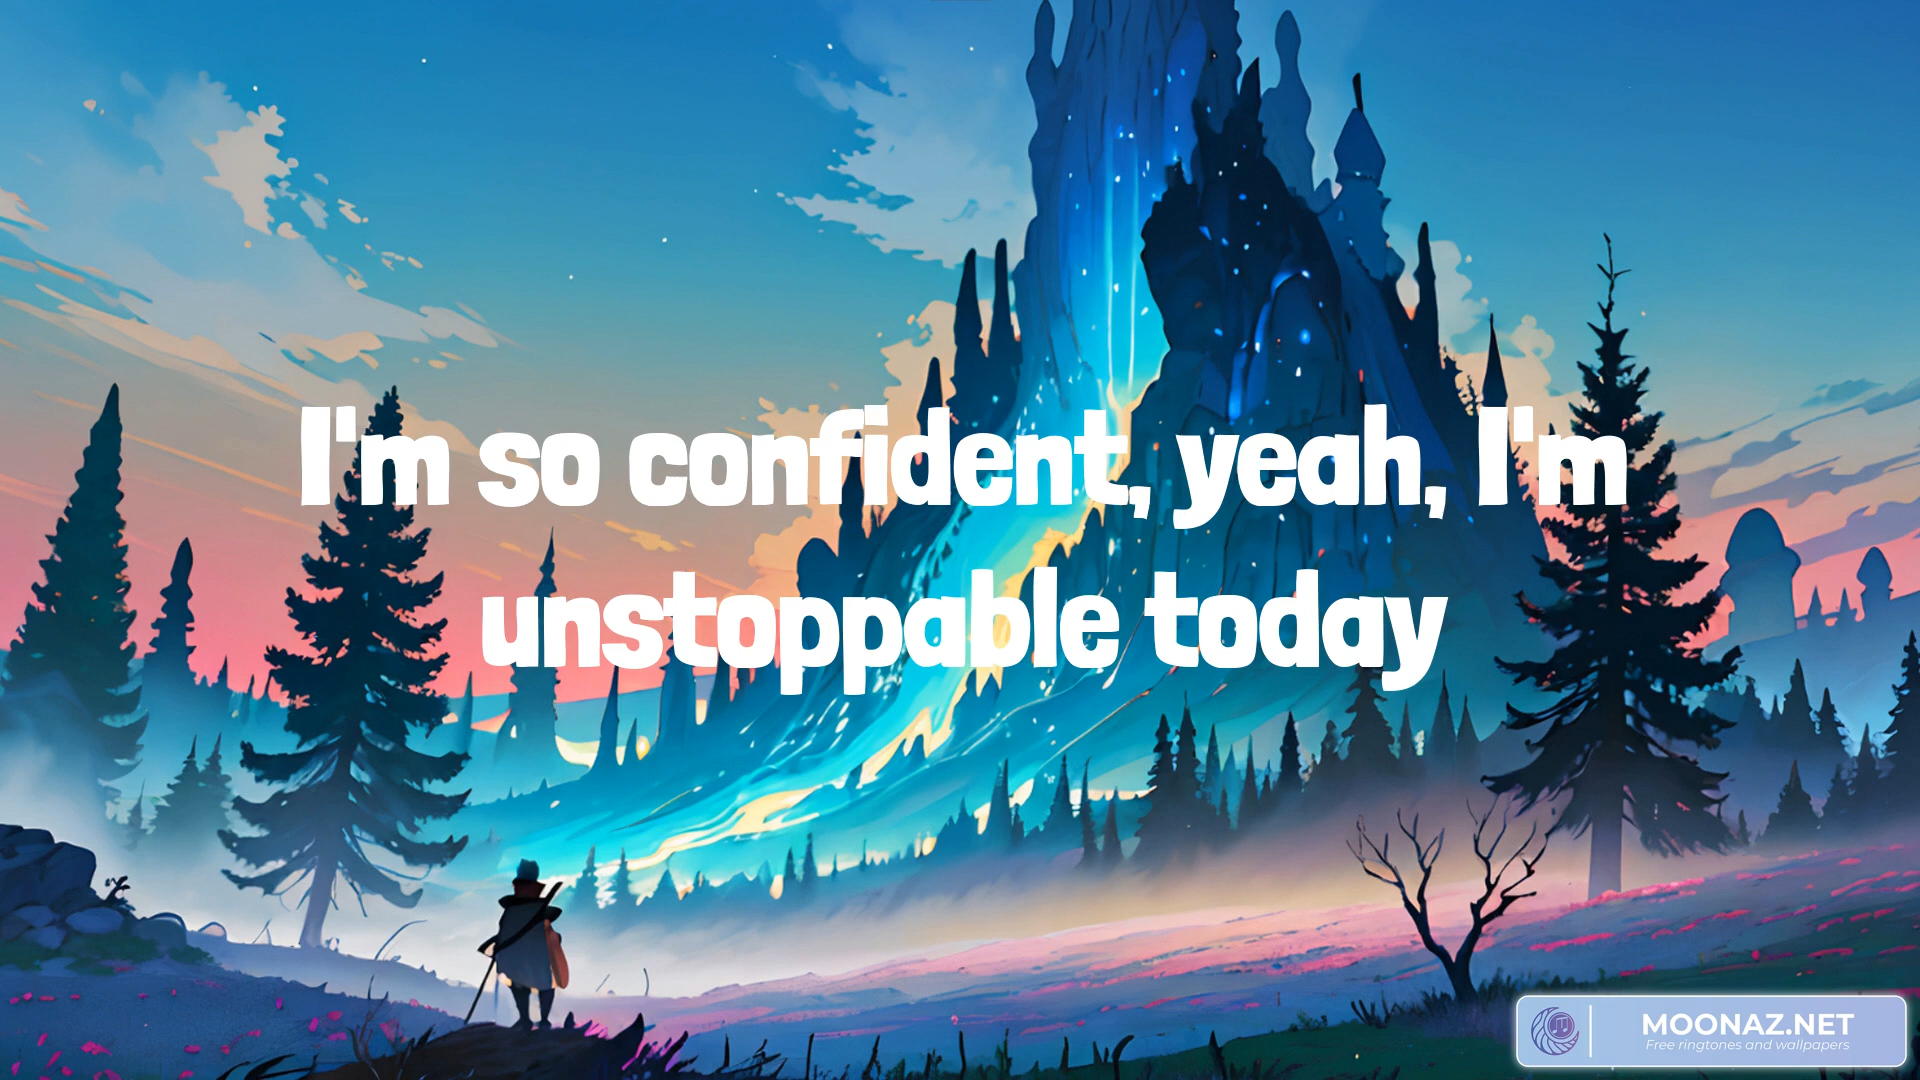 I'm so confident, yeah, I'm
unstoppable today
MOONAZ.NET
Free ringtones and wallpapers